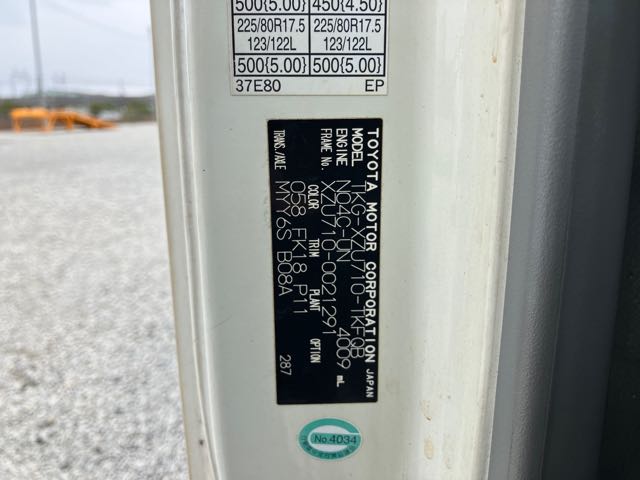 500{5.00} 450{4.50}
225/80R17.5 225/80R17.5
123/122L 123/122L
500{5.00} 500{5.00}
37E80 EP
TOYOTA MOTOR CORPORATION JAPAN
MODEL TKG-XZU710-TKFQB
ENGINE N04C-UN 4009 mL
FRAME No. XZU710-0021291
COLOR TRIM PLANT OPTION
058 FK18 P11
TRANS./AXLE MYY6S B08A
287
No.4034